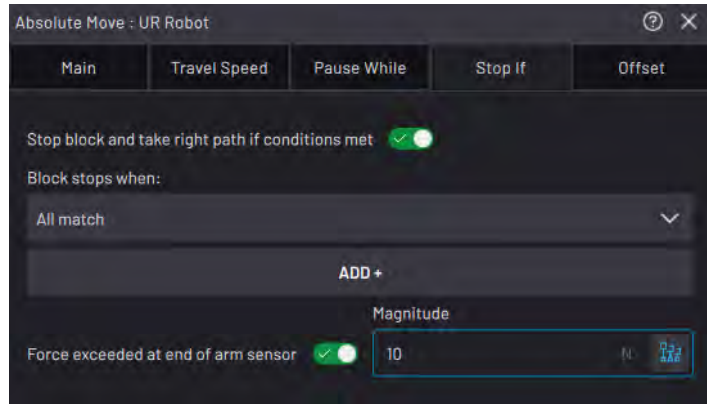 Absolute Move : UR Robot
Main Travel Speed Pause While Stop If Offset
Stop block and take right path if conditions met
Block stops when:
All match
ADD +
Magnitude
Force exceeded at end of arm sensor 10 N